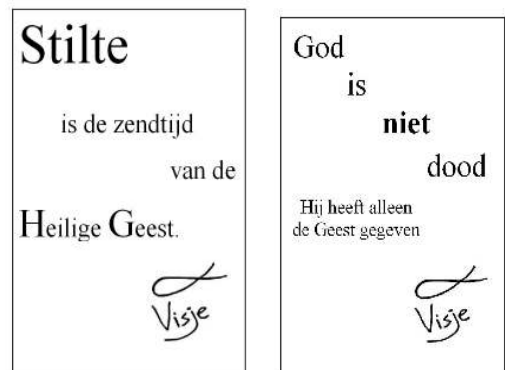 Stilte
is de zendtijd
van de
Heilige Geest.
Visje
God
is
niet
dood
Hij heeft alleen
de Geest gegeven
Visje